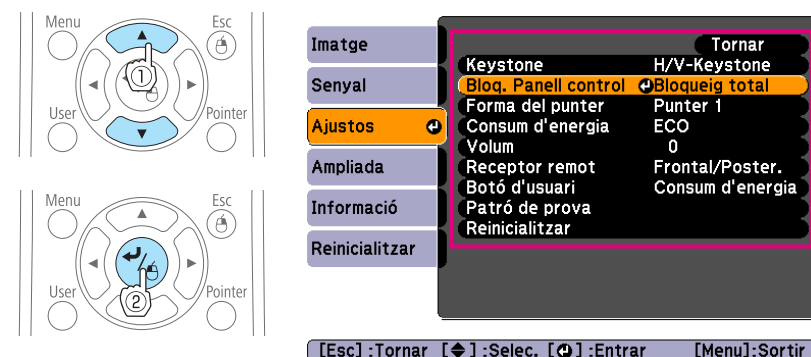 Menu
Esc
①
User
Pointer
Menu
Esc
User
②
Pointer
Imatge
Senyal
Ajustos
Ampliada
Informació
Reinicialitzar
Tornar
Keystone H/V-Keystone
Bloq. Panell control Bloqueig total
Forma del punter Punter 1
Consum d'energia ECO
Volum 0
Receptor remot Frontal/Poster.
Botó d'usuari Consum d'energia
Patró de prova
Reinicialitzar
[Esc] :Tornar [◆] :Selec. [⏎] :Entrar [Menu]:Sortir